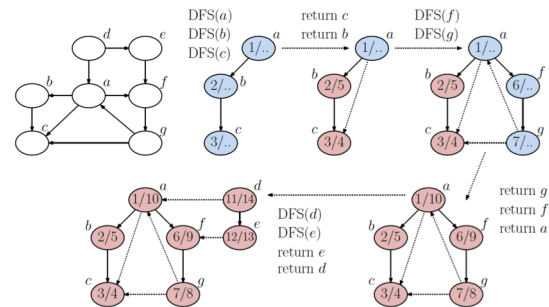 d
e
b
a
f
c
g
DFS(a)
DFS(b)
DFS(c)
a
1/..
2/..
b
3/..
c
return c
return b
a
1/..
b
2/5
c
3/4
DFS(f)
DFS(g)
a
1/..
b
2/5
f
6/..
c
3/4
7/..
g
return g
return f
return a
a
1/10
b
2/5
f
6/9
c
3/4
g
7/8
DFS(d)
DFS(e)
return e
return d
a
1/10
d
11/14
b
2/5
f
6/9
e
12/13
c
3/4
g
7/8